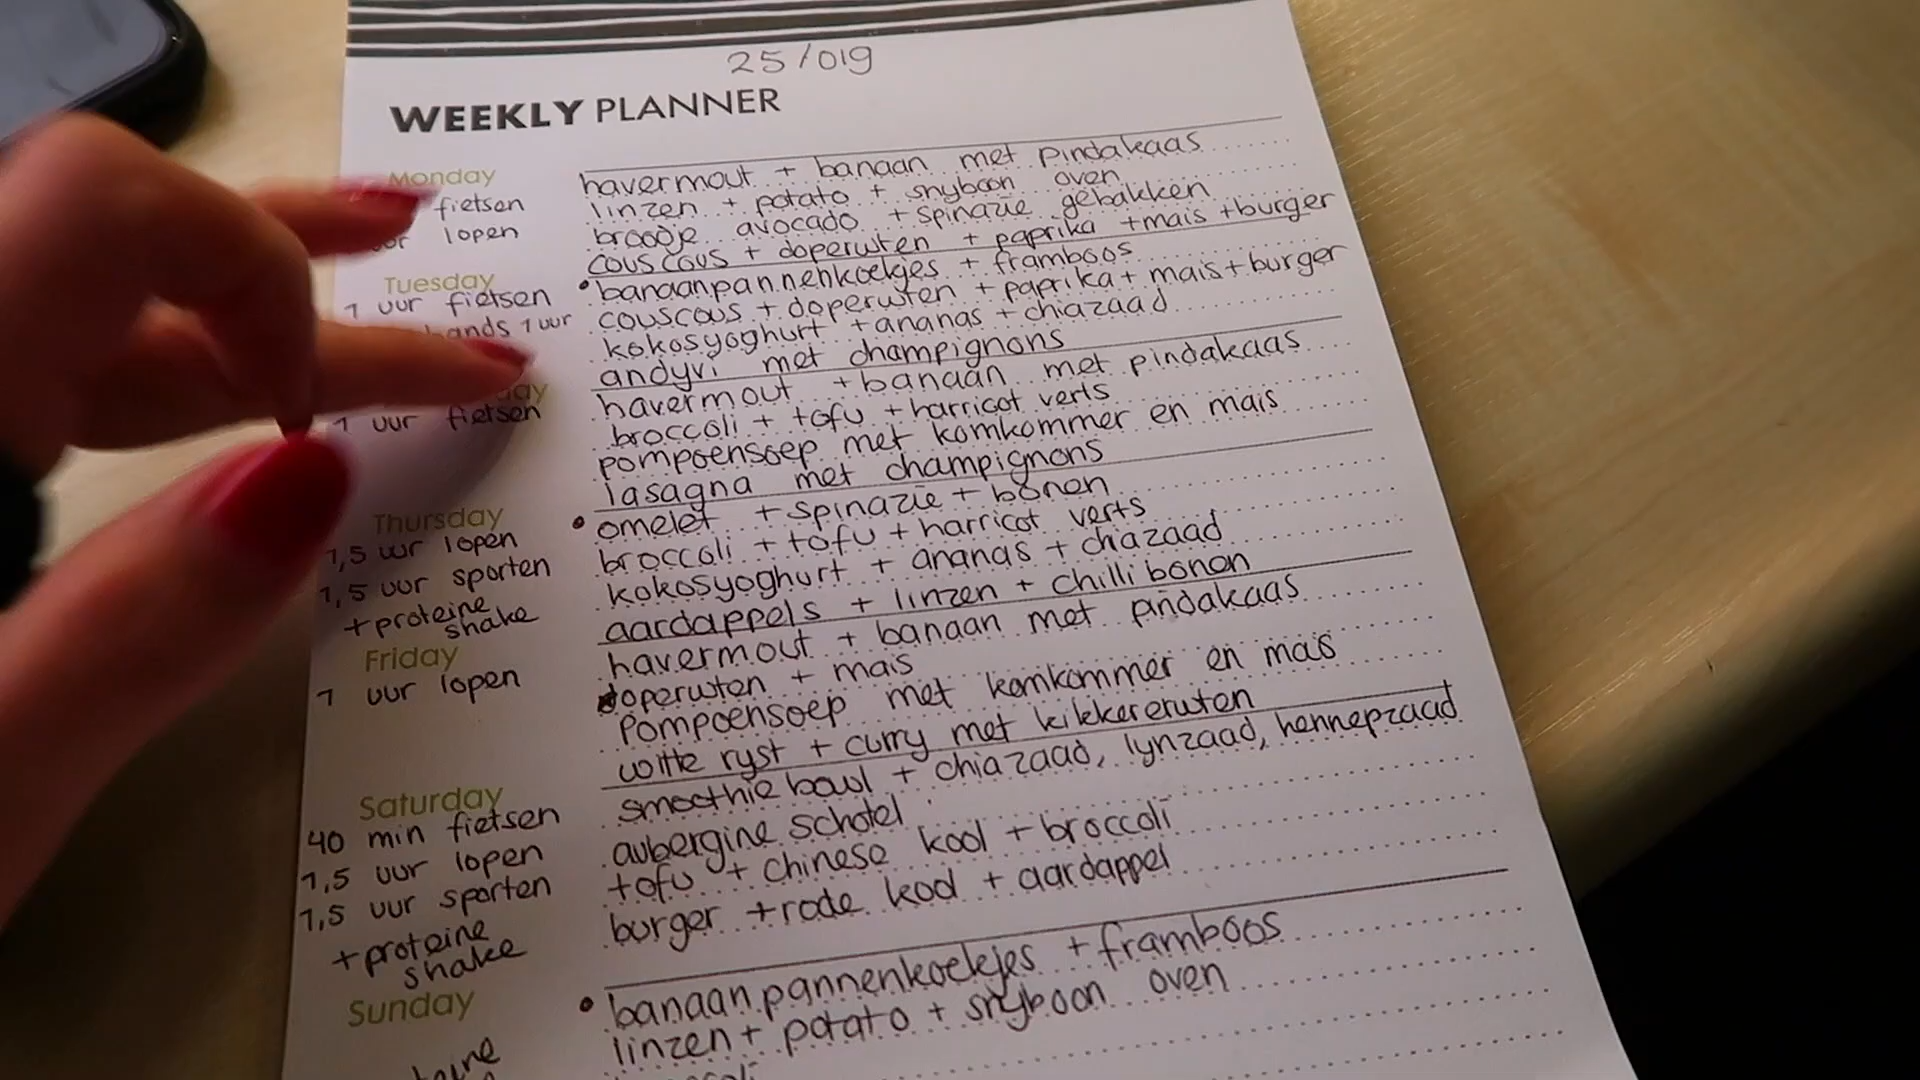 25/019
WEEKLY PLANNER
Monday
fietsen
lopen
havermout + banaan met pindakaas
linzen + potato + snyboon oven
broodje avocado + spinazie gebakken
couscous + doperwten + paprika + mais + burger
Tuesday
1 uur fietsen
1 uur
• banaanpannenkoekjes + framboos
couscous + doperwten + paprika + mais + burger
kokosyoghurt + ananas + chiazaad
andyvi met champignons
1 uur fietsen
havermout + banaan met pindakaas
broccoli + tofu + harricot verts
pompoensoep met komkommer en mais
lasagna met champignons
Thursday
1,5 uur lopen
1,5 uur sporten
+ proteine
shake
• omelet + spinazie + bonen
broccoli + tofu + harricot verts
kokosyoghurt + ananas + chiazaad
aardappels + linzen + chilli bonen
Friday
1 uur lopen
havermout + banaan met pindakaas
doperwten + mais
pompoensoep met komkommer en mais
witte ryst + curry met kikkererwten
Saturday
40 min fietsen
1,5 uur lopen
1,5 uur sporten
+ proteine
shake
smoothie bowl + chiazaad, lynzaad, hennepzaad
aubergine schotel
tofu + chinese kool + broccoli
burger + rode kool + aardappel
Sunday
• banaanpannenkoekjes + framboos
linzen + potato + snyboon oven